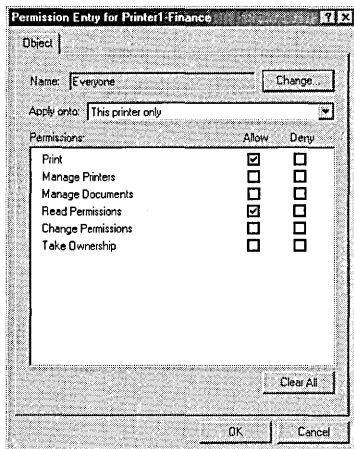 Permission Entry for Printer1-Finance
Object
Name: Everyone Change...
Apply onto: This printer only
Permissions: Allow Deny
Print
Manage Printers
Manage Documents
Read Permissions
Change Permissions
Take Ownership
Clear All
OK Cancel